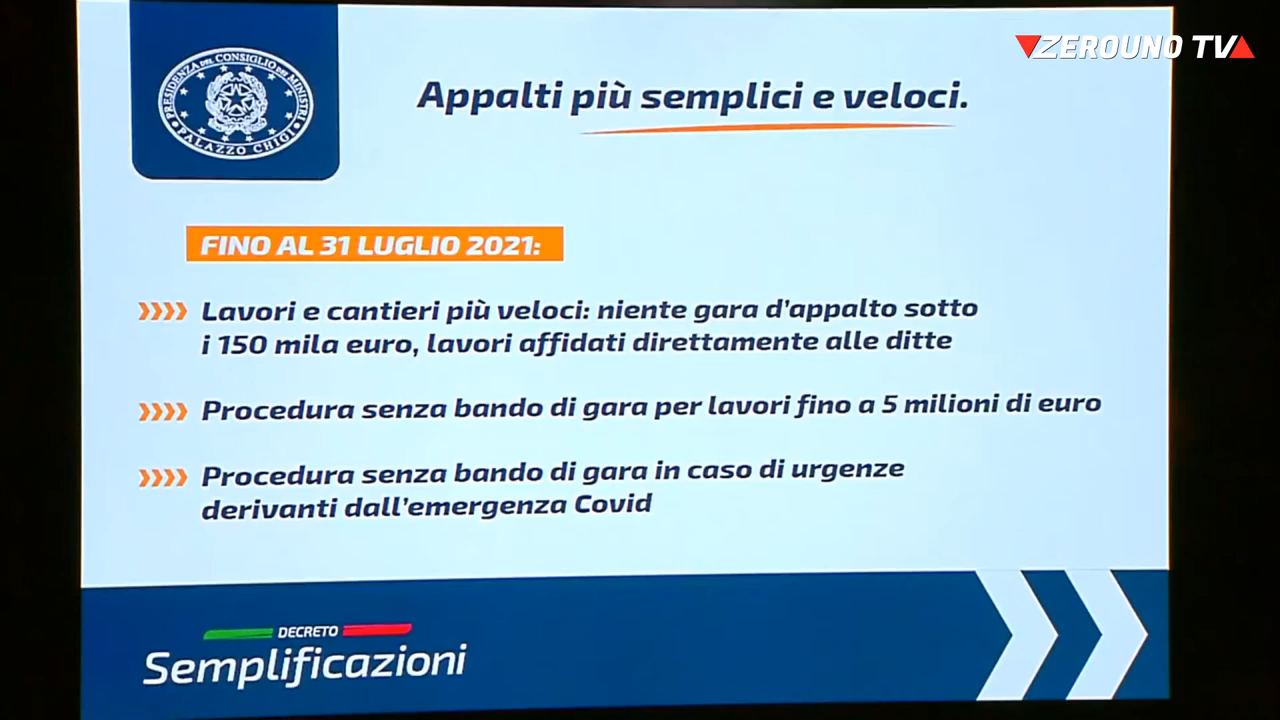 ZEROUNO TV
PRESIDENZA DEL CONSIGLIO DEI MINISTRI
PALAZZO CHIGI
Appalti più semplici e veloci.
FINO AL 31 LUGLIO 2021:
Lavori e cantieri più veloci: niente gara d'appalto sotto
i 150 mila euro, lavori affidati direttamente alle ditte
Procedura senza bando di gara per lavori fino a 5 milioni di euro
Procedura senza bando di gara in caso di urgenze
derivanti dall'emergenza Covid
DECRETO
Semplificazioni